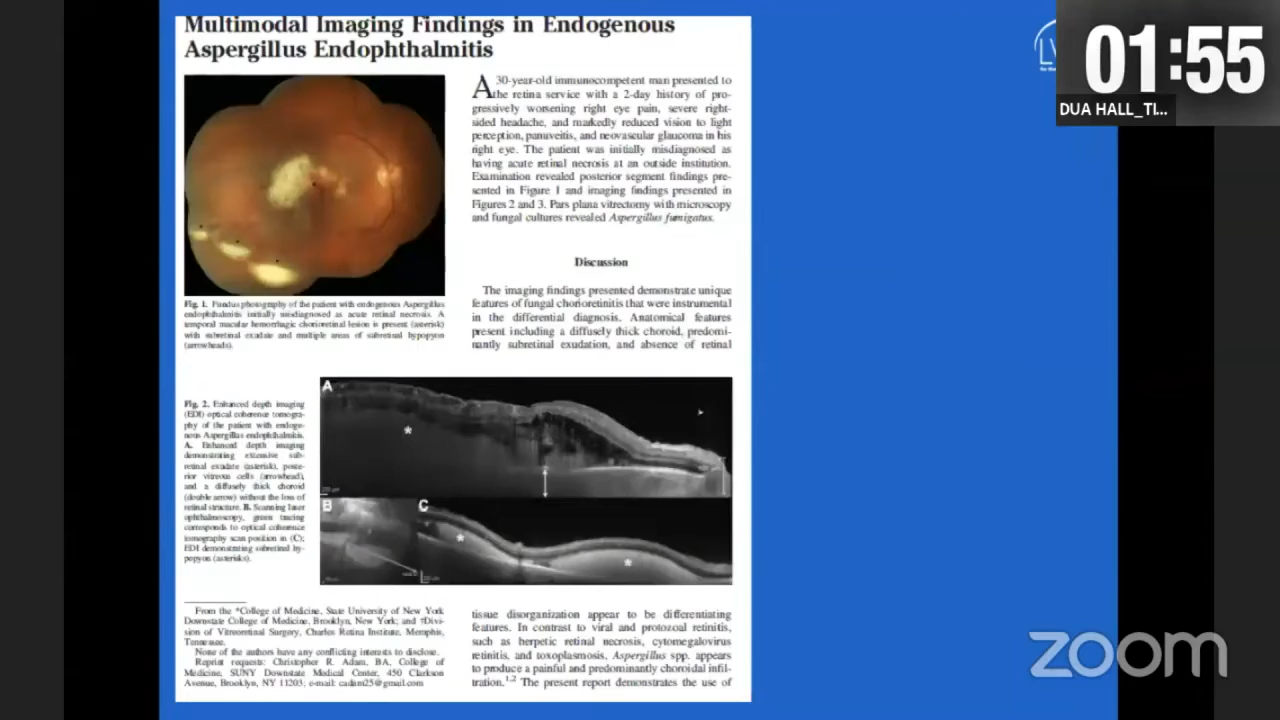 Multimodal Imaging Findings in Endogenous
Aspergillus Endophthalmitis
Fig. 1. Fundus photography of the patient with endogenous Aspergillus
endophthalmitis initially misdiagnosed as acute retinal necrosis. A
temporal macular hemorrhagic chorioretinal lesion is present (asterisk)
with subretinal exudate and multiple areas of subretinal hypopyon
(arrowheads).
A 30-year-old immunocompetent man presented to
the retina service with a 2-day history of pro-
gressively worsening right eye pain, severe right-
sided headache, and markedly reduced vision to light
perception, panuveitis, and neovascular glaucoma in his
right eye. The patient was initially misdiagnosed as
having acute retinal necrosis at an outside institution.
Examination revealed posterior segment findings pre-
sented in Figure 1 and imaging findings presented in
Figures 2 and 3. Pars plana vitrectomy with microscopy
and fungal cultures revealed Aspergillus fumigatus.
Discussion
The imaging findings presented demonstrate unique
features of fungal chorioretinitis that were instrumental
in the differential diagnosis. Anatomical features
present including a diffusely thick choroid, predomi-
nantly subretinal exudation, and absence of retinal
Fig. 2. Enhanced depth imaging
(EDI) optical coherence tomogra-
phy of the patient with endoge-
nous Aspergillus endophthalmitis.
A. Enhanced depth imaging
demonstrating extensive sub-
retinal exudate (asterisk), poste-
rior vitreous cells (arrowhead),
and a diffusely thick choroid
(double arrow) without the loss of
retinal structure. B. Scanning laser
ophthalmoscopy, green tracing
corresponds to optical coherence
tomography scan position in (C);
EDI demonstrating subretinal hy-
popyon (asterisks).
A
B
C
From the *College of Medicine, State University of New York
Downstate College of Medicine, Brooklyn, New York; and †Divi-
sion of Vitreoretinal Surgery, Charles Retina Institute, Memphis,
Tennessee.
None of the authors have any conflicting interests to disclose.
Reprint requests: Christopher R. Adam, BA, College of
Medicine, SUNY Downstate Medical Center, 450 Clarkson
Avenue, Brooklyn, NY 11203; e-mail: cadam25@gmail.com
tissue disorganization appear to be differentiating
features. In contrast to viral and protozoal retinitis,
such as herpetic retinal necrosis, cytomegalovirus
retinitis, and toxoplasmosis, Aspergillus spp. appears
to produce a painful and predominantly choroidal infil-
tration.1,2 The present report demonstrates the use of
01:55
DUA HALL_TI...
zoom